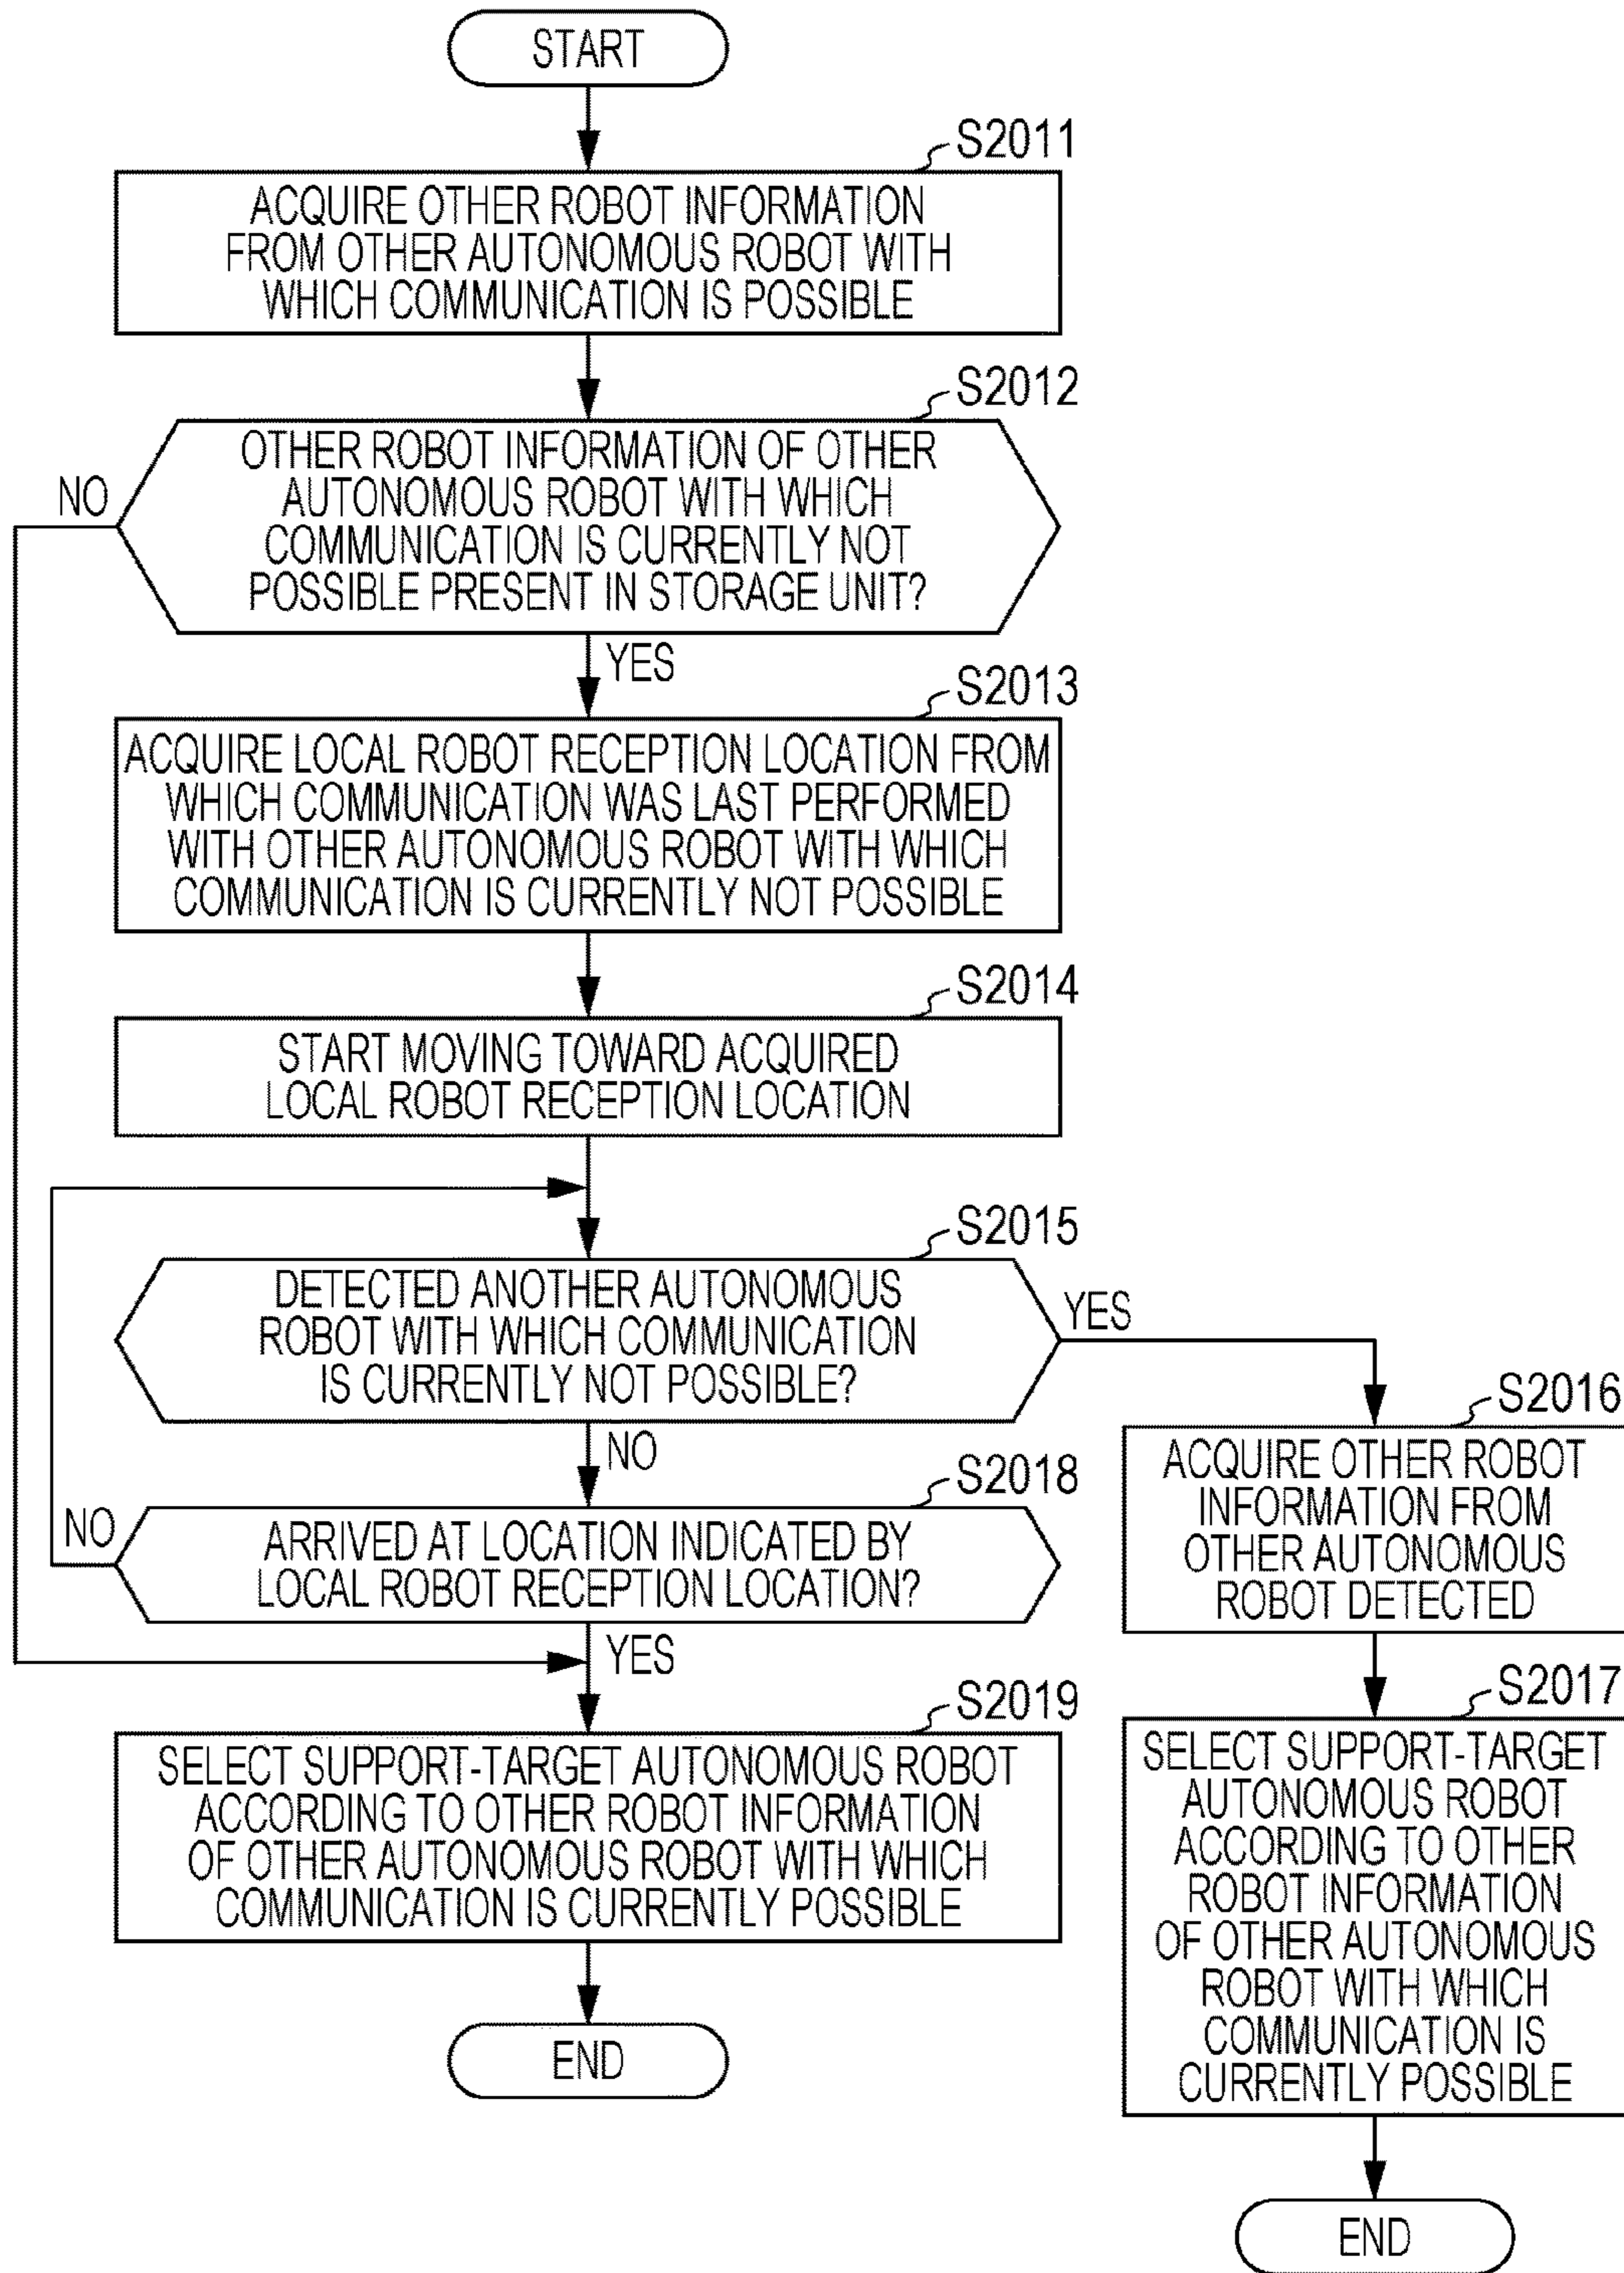 START
S2011
ACQUIRE OTHER ROBOT INFORMATION
FROM OTHER AUTONOMOUS ROBOT WITH
WHICH COMMUNICATION IS POSSIBLE
S2012
OTHER ROBOT INFORMATION OF OTHER
AUTONOMOUS ROBOT WITH WHICH
COMMUNICATION IS CURRENTLY NOT
POSSIBLE PRESENT IN STORAGE UNIT?
NO
YES
S2013
ACQUIRE LOCAL ROBOT RECEPTION LOCATION FROM
WHICH COMMUNICATION WAS LAST PERFORMED
WITH OTHER AUTONOMOUS ROBOT WITH WHICH
COMMUNICATION IS CURRENTLY NOT POSSIBLE
S2014
START MOVING TOWARD ACQUIRED
LOCAL ROBOT RECEPTION LOCATION
S2015
DETECTED ANOTHER AUTONOMOUS
ROBOT WITH WHICH COMMUNICATION
IS CURRENTLY NOT POSSIBLE?
YES
NO
S2016
ACQUIRE OTHER ROBOT
INFORMATION FROM
OTHER AUTONOMOUS
ROBOT DETECTED
S2018
ARRIVED AT LOCATION INDICATED BY
LOCAL ROBOT RECEPTION LOCATION?
NO
YES
S2017
SELECT SUPPORT-TARGET
AUTONOMOUS ROBOT
ACCORDING TO OTHER
ROBOT INFORMATION
OF OTHER AUTONOMOUS
ROBOT WITH WHICH
COMMUNICATION IS
CURRENTLY POSSIBLE
S2019
SELECT SUPPORT-TARGET AUTONOMOUS ROBOT
ACCORDING TO OTHER ROBOT INFORMATION
OF OTHER AUTONOMOUS ROBOT WITH WHICH
COMMUNICATION IS CURRENTLY POSSIBLE
END
END